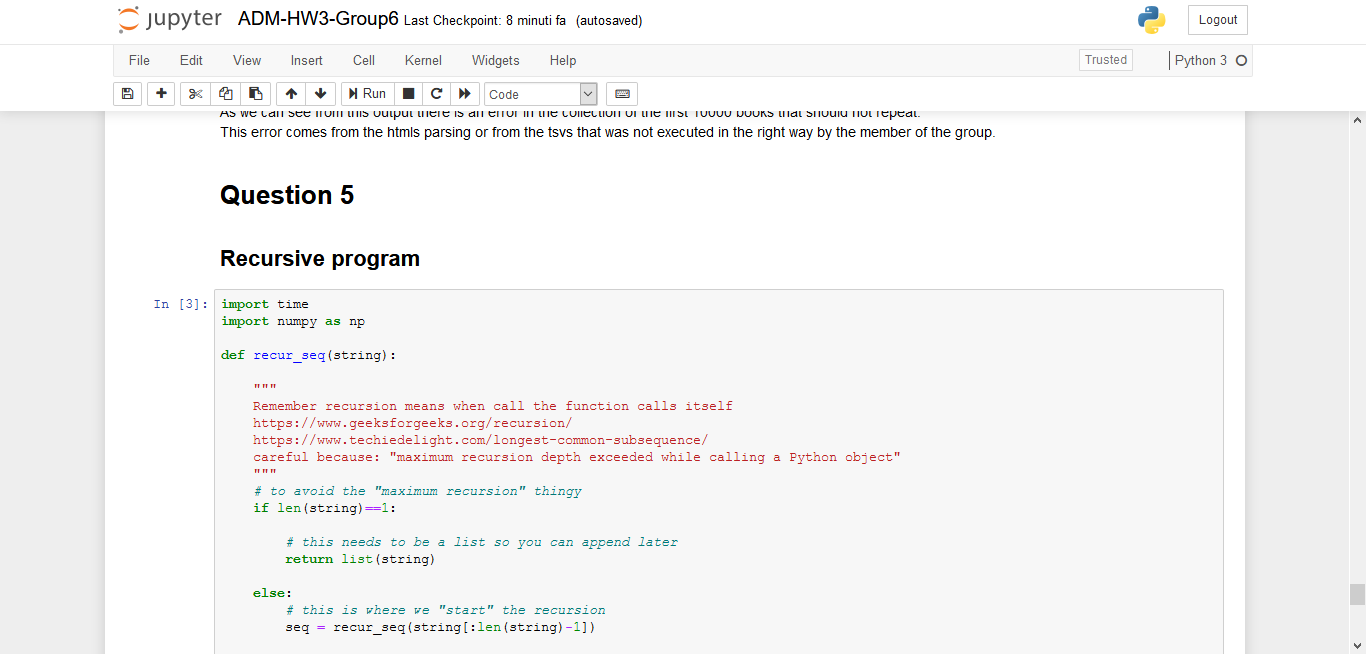 jupyter ADM-HW3-Group6 Last Checkpoint: 8 minuti fa (autosaved)
Logout
File Edit View Insert Cell Kernel Widgets Help
Trusted
Python 3
Run
Code
As we can see from this output there is an error in the collection of the first 10000 books that should not repeat.
This error comes from the htmls parsing or from the tsvs that was not executed in the right way by the member of the group.
Question 5
Recursive program
In [3]:
import time
import numpy as np
def recur_seq(string):
"""
Remember recursion means when call the function calls itself
https://www.geeksforgeeks.org/recursion/
https://www.techiedelight.com/longest-common-subsequence/
careful because: "maximum recursion depth exceeded while calling a Python object"
"""
# to avoid the "maximum recursion" thingy
if len(string)==1:
# this needs to be a list so you can append later
return list(string)
else:
# this is where we "start" the recursion
seq = recur_seq(string[:len(string)-1])